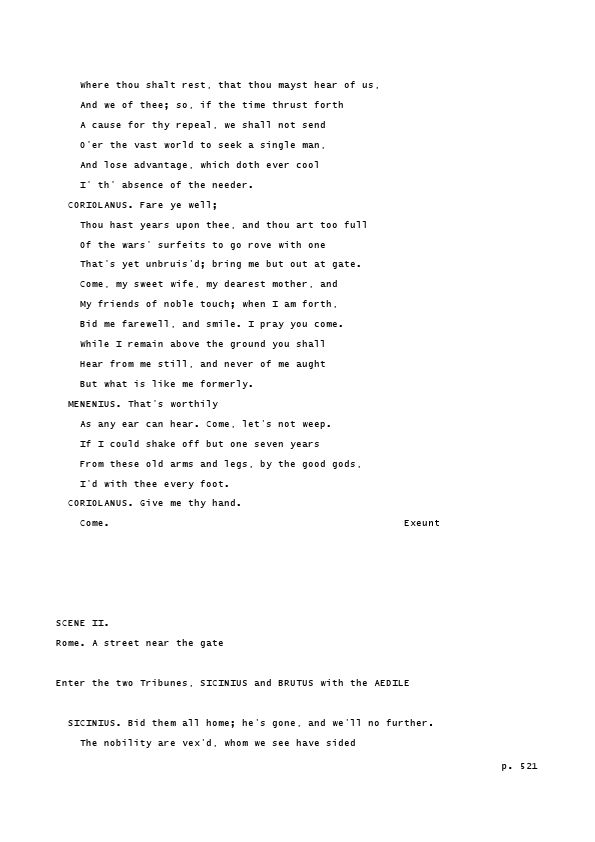 Where thou shalt rest, that thou mayst hear of us,
And we of thee; so, if the time thrust forth
A cause for thy repeal, we shall not send
O'er the vast world to seek a single man,
And lose advantage, which doth ever cool
I' th' absence of the needer.
CORIOLANUS. Fare ye well;
Thou hast years upon thee, and thou art too full
Of the wars' surfeits to go rove with one
That's yet unbruis'd; bring me but out at gate.
Come, my sweet wife, my dearest mother, and
My friends of noble touch; when I am forth,
Bid me farewell, and smile. I pray you come.
While I remain above the ground you shall
Hear from me still, and never of me aught
But what is like me formerly.
MENENIUS. That's worthily
As any ear can hear. Come, let's not weep.
If I could shake off but one seven years
From these old arms and legs, by the good gods,
I'd with thee every foot.
CORIOLANUS. Give me thy hand.
Come. Exeunt
SCENE II.
Rome. A street near the gate
Enter the two Tribunes, SICINIUS and BRUTUS with the AEDILE
SICINIUS. Bid them all home; he's gone, and we'll no further.
The nobility are vex'd, whom we see have sided
p. 521